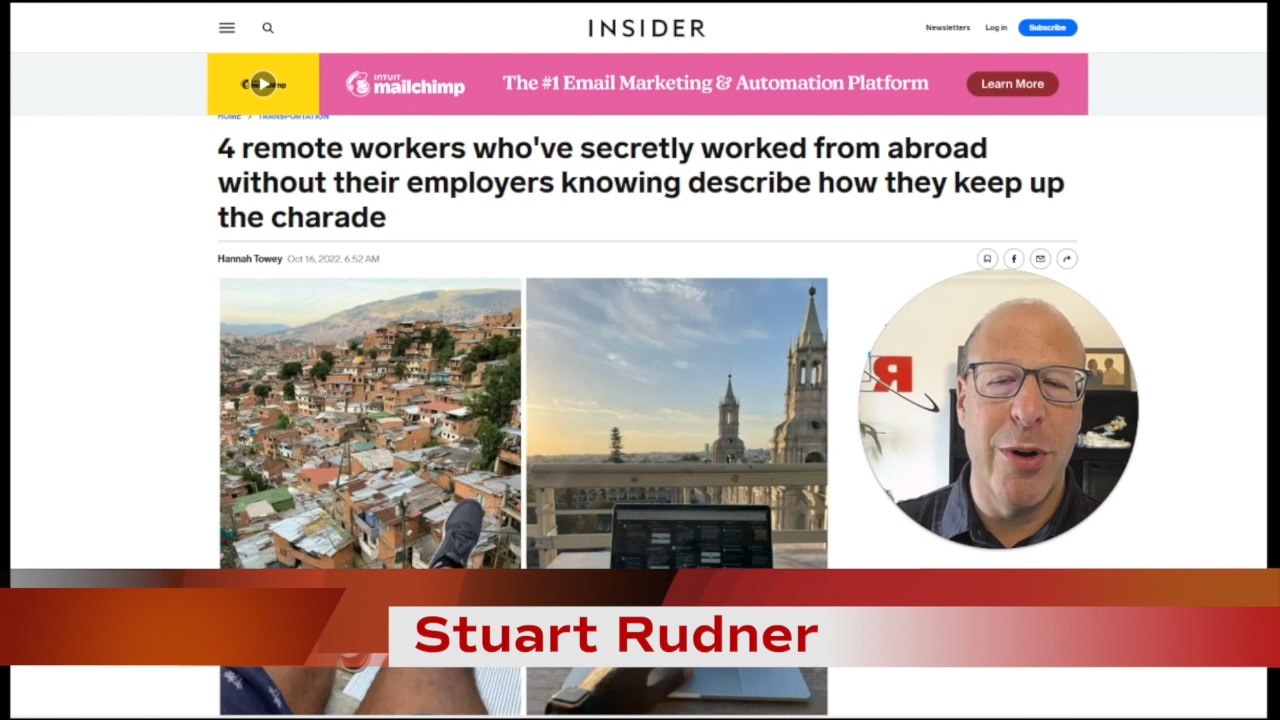 INSIDER
Newsletters
Log in
Subscribe
INTUIT
mailchimp
The #1 Email Marketing & Automation Platform
Learn More
HOME > TRANSPORTATION
4 remote workers who've secretly worked from abroad
without their employers knowing describe how they keep up
the charade
Hannah Towey Oct 16, 2022, 6:52 AM
Stuart Rudner